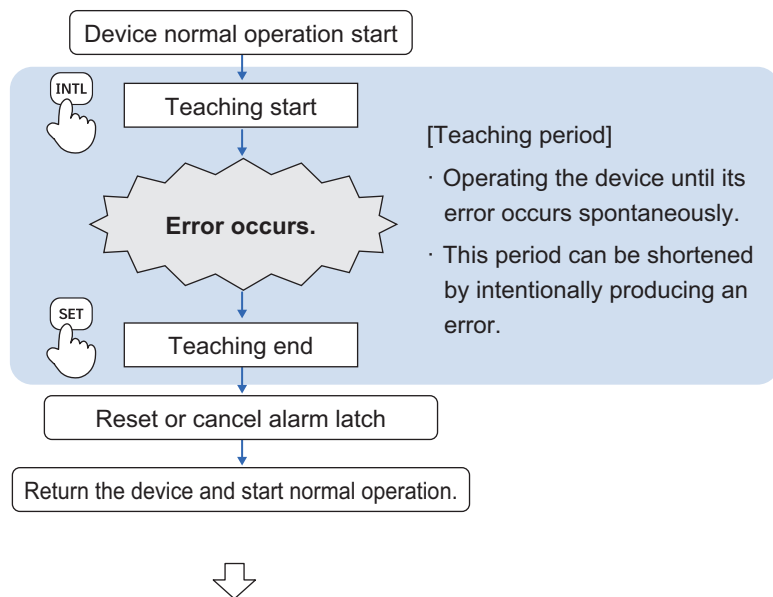 Device normal operation start
INTL
Teaching start
[Teaching period]
· Operating the device until its
error occurs spontaneously.
Error occurs.
· This period can be shortened
by intentionally producing an
error.
SET
Teaching end
Reset or cancel alarm latch
Return the device and start normal operation.